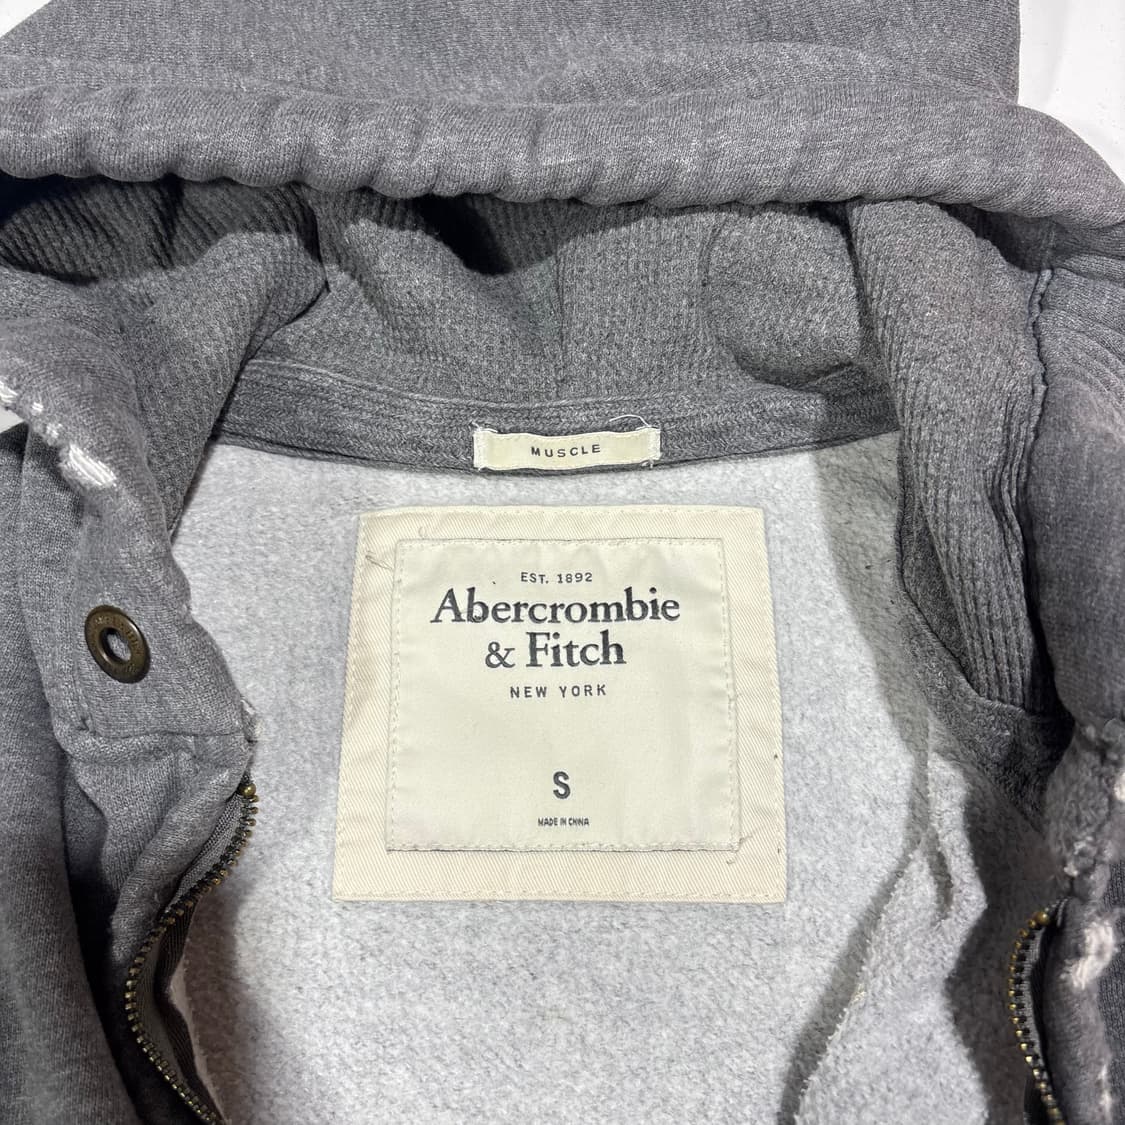 MUSCLE
EST. 1892
Abercrombie
& Fitch
NEW YORK
S
MADE IN CHINA